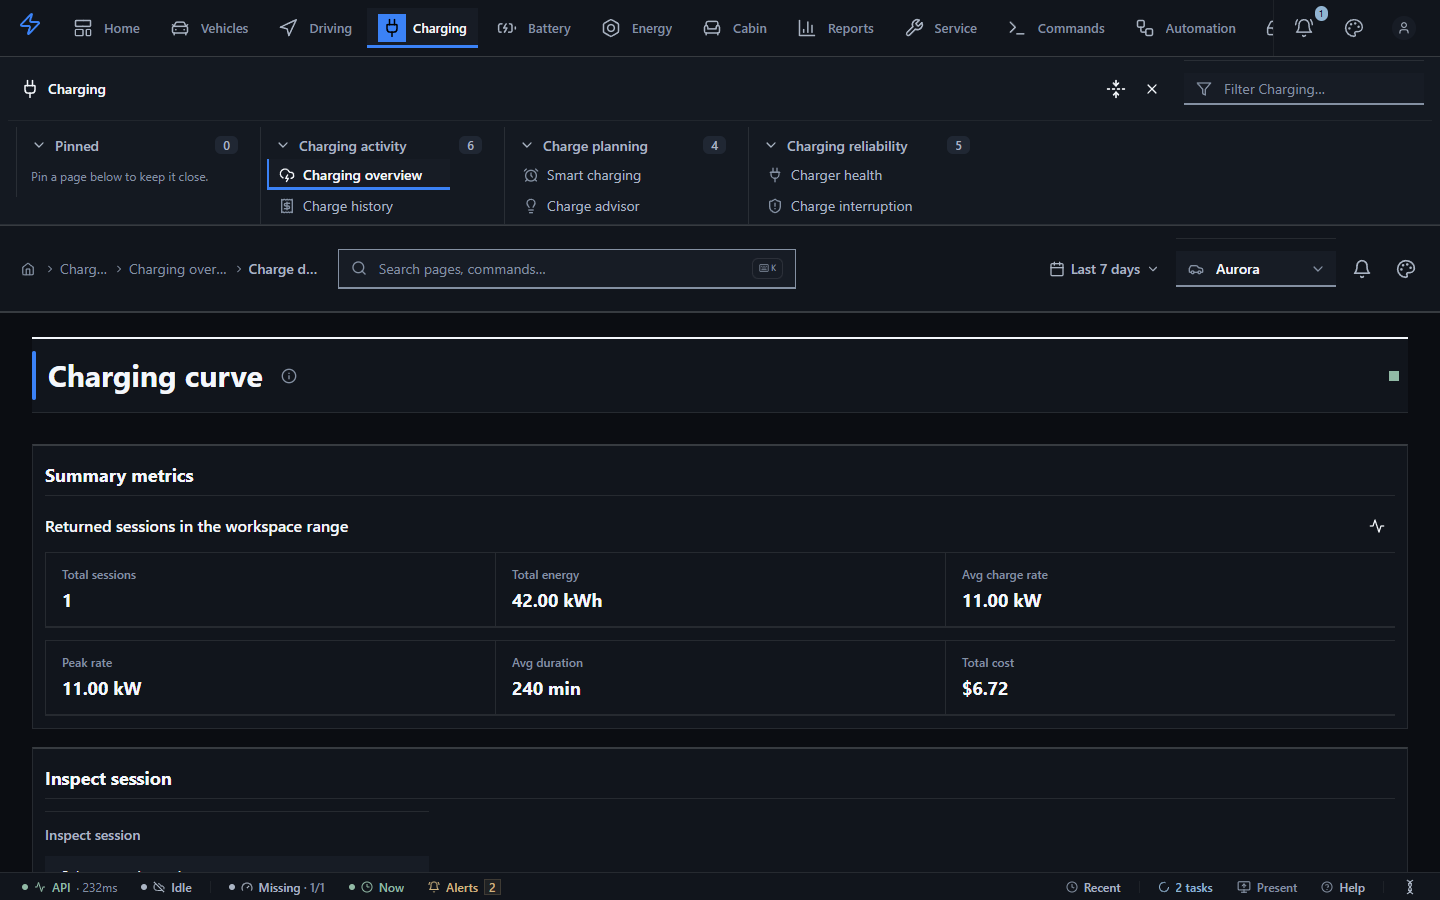 Home
Vehicles
Driving
Charging
Battery
Energy
Cabin
Reports
Service
Commands
Automation
1
Charging
Filter Charging...
Pinned 0
Pin a page below to keep it close.
Charging activity 6
Charging overview
Charge history
Charge planning 4
Smart charging
Charge advisor
Charging reliability 5
Charger health
Charge interruption
Charg... > Charging over... > Charge d...
Search pages, commands... K
Last 7 days
Aurora
Charging curve
Summary metrics
Returned sessions in the workspace range
Total sessions
1
Total energy
42.00 kWh
Avg charge rate
11.00 kW
Peak rate
11.00 kW
Avg duration
240 min
Total cost
$6.72
Inspect session
Inspect session
API · 232ms
Idle
Missing · 1/1
Now
Alerts 2
Recent
2 tasks
Present
Help